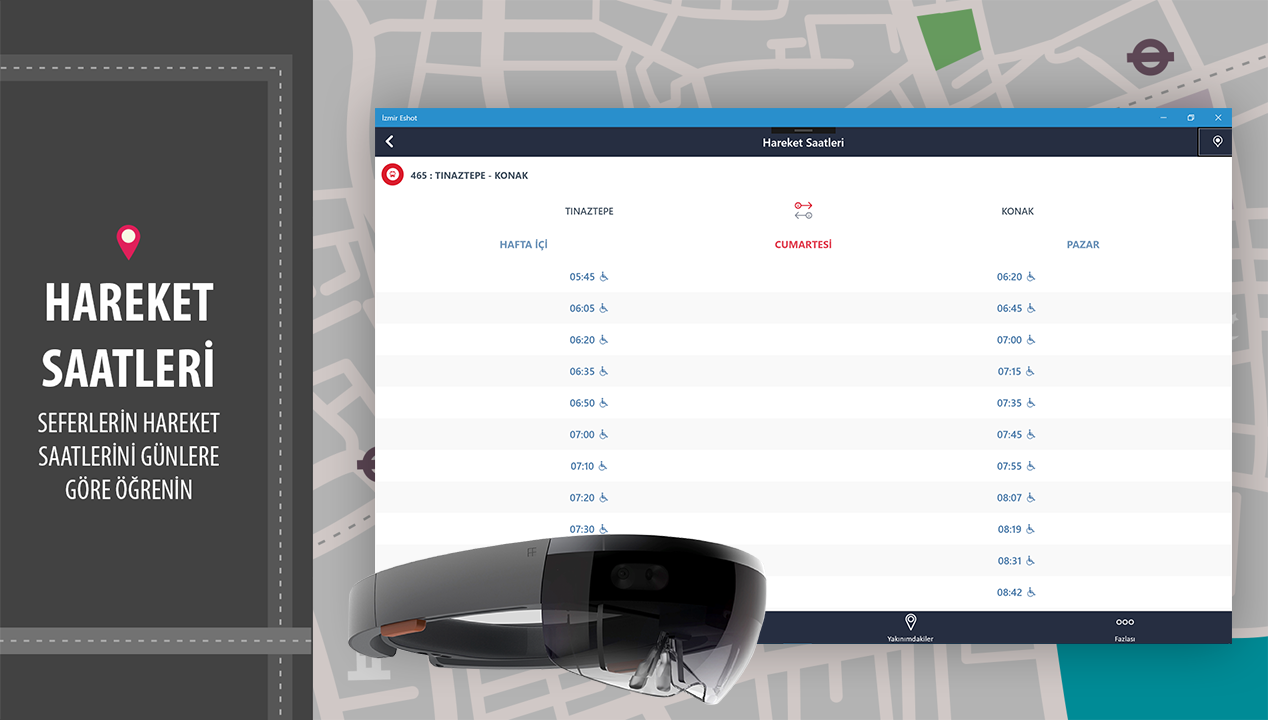 HAREKET
SAATLERİ
SEFERLERİN HAREKET
SAATLERİNİ GÜNLERE
GÖRE ÖĞRENİN
İzmir Eshot
Hareket Saatleri
465 : TINAZTEPE - KONAK
TINAZTEPE KONAK
HAFTA İÇİ CUMARTESİ PAZAR
05:45 06:20
06:05 06:45
06:20 07:00
06:35 07:15
06:50 07:35
07:00 07:45
07:10 07:55
07:20 08:07
07:30 08:19
08:31
08:42
Yakınımdakiler Fazlası